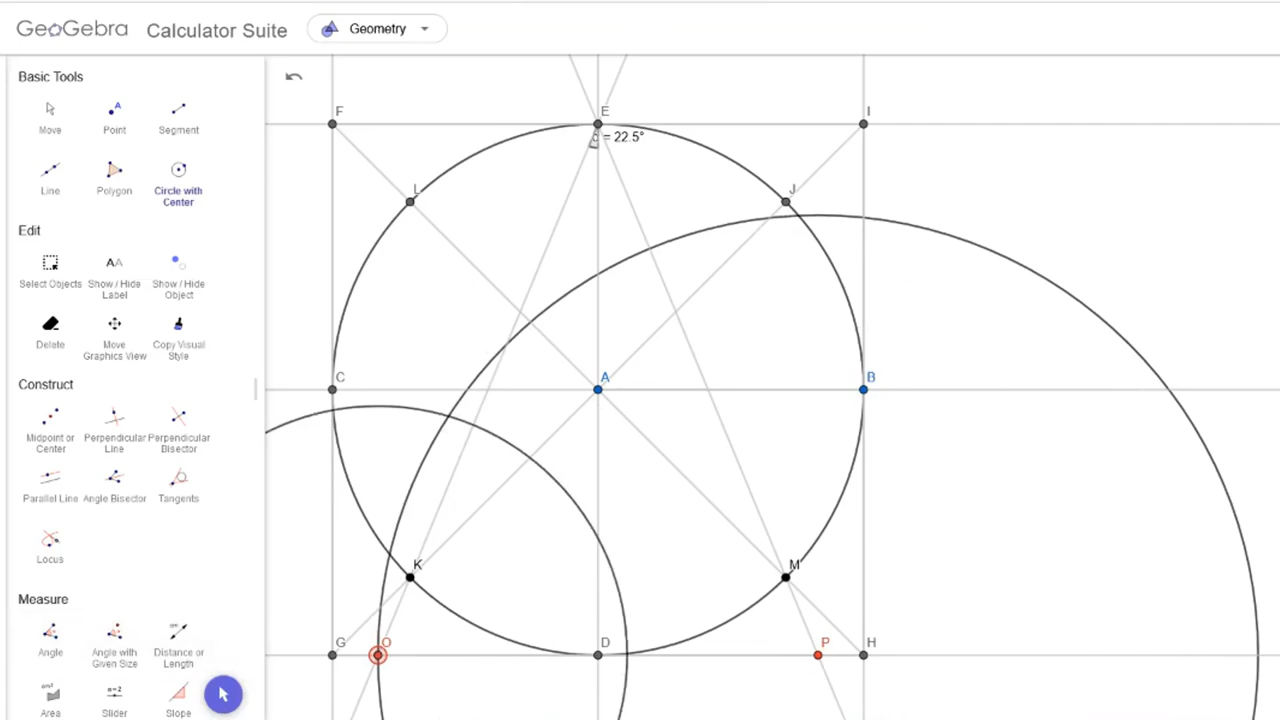 GeoGebra Calculator Suite Geometry
Basic Tools
Move Point Segment
Line Polygon Circle with
Center
Edit
Select Objects Show / Hide Show / Hide
Label Object
Delete Move Copy Visual
Graphics View Style
Construct
Midpoint or Perpendicular Perpendicular
Center Line Bisector
Parallel Line Angle Bisector Tangents
Locus
Measure
Angle Angle with Distance or
Given Size Length
a=2
Area Slider Slope
F E I
= 22.5°
L J
C A B
K M
G O D P H